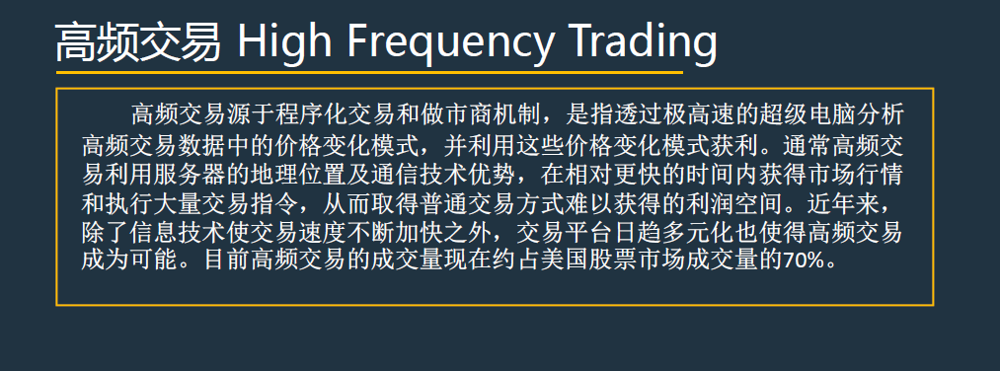 高频交易 High Frequency Trading
高频交易源于程序化交易和做市商机制，是指透过极高速的超级电脑分析
高频交易数据中的价格变化模式，并利用这些价格变化模式获利。通常高频交
易利用服务器的地理位置及通信技术优势，在相对更快的时间内获得市场行情
和执行大量交易指令，从而取得普通交易方式难以获得的利润空间。近年来，
除了信息技术使交易速度不断加快之外，交易平台日趋多元化也使得高频交易
成为可能。目前高频交易的成交量现在约占美国股票市场成交量的70%。